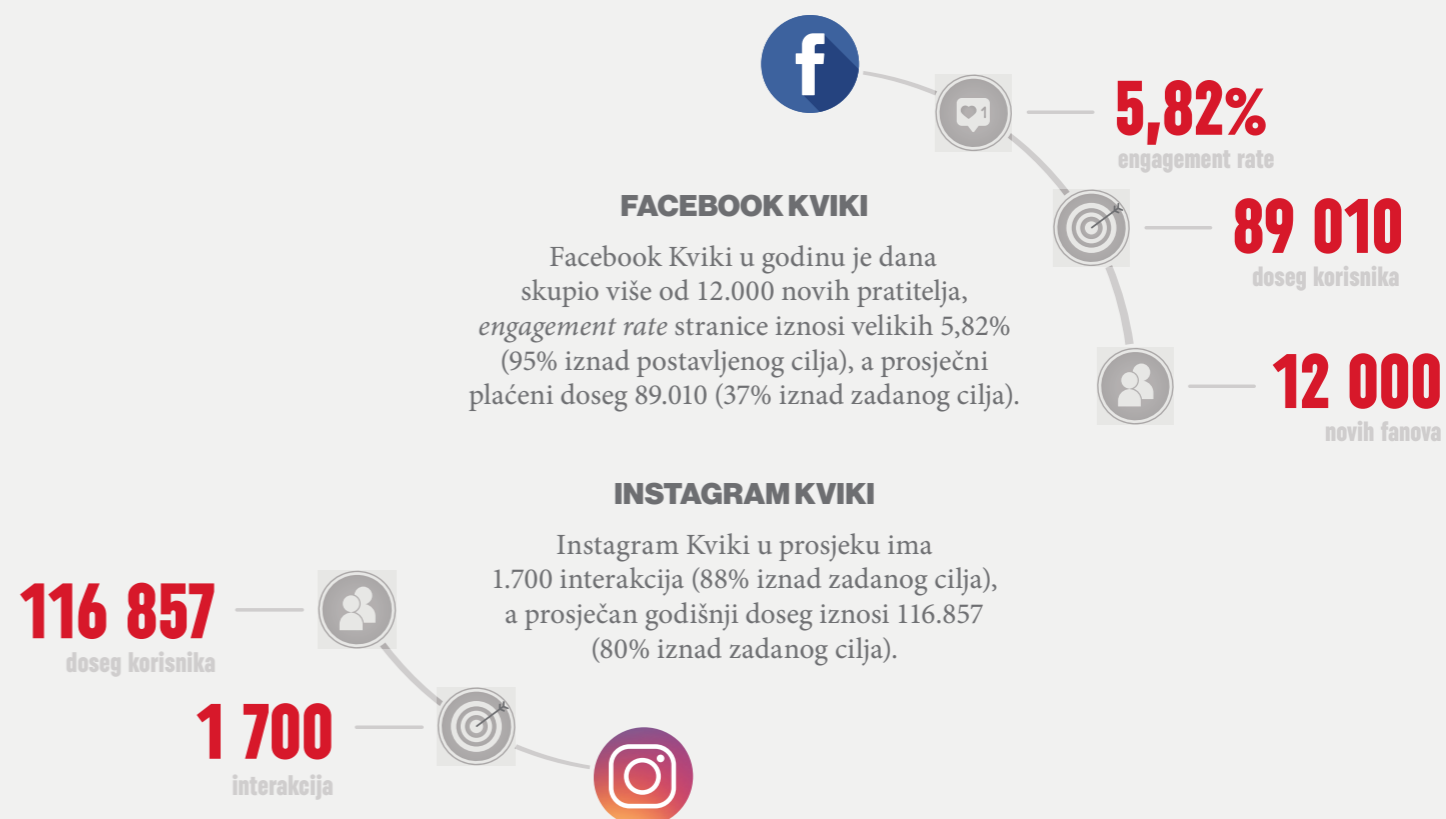 5,82%
engagement rate
89 010
doseg korisnika
12 000
novih fanova
FACEBOOK KVIKI
Facebook Kviki u godinu je dana
skupio više od 12.000 novih pratitelja,
engagement rate stranice iznosi velikih 5,82%
(95% iznad postavljenog cilja), a prosječni
plaćeni doseg 89.010 (37% iznad zadanog cilja).
INSTAGRAM KVIKI
Instagram Kviki u prosjeku ima
1.700 interakcija (88% iznad zadanog cilja),
a prosječan godišnji doseg iznosi 116.857
(80% iznad zadanog cilja).
116 857
doseg korisnika
1 700
interakcija
f
1